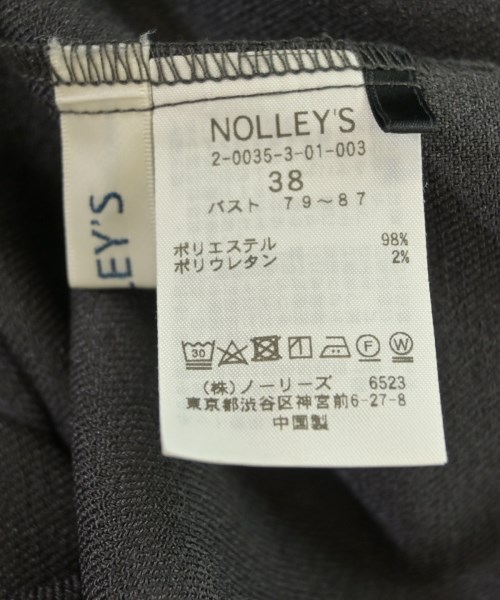 NOLLEY'S
2-0035-3-01-003
38
バスト 79～87
ポリエステル 98%
ポリウレタン 2%
30 F W
(株)ノーリーズ 6523
東京都渋谷区神宮前6-27-8
中国製
LEY'S